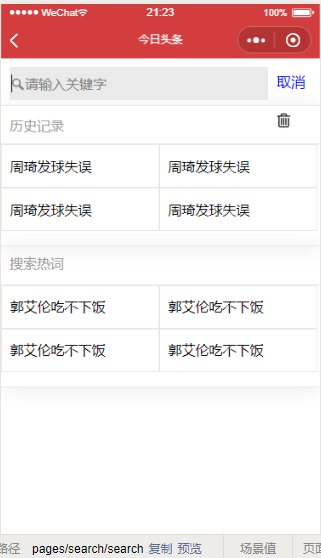 WeChat 21:23 100%
今日头条
请输入关键字 取消
历史记录
周琦发球失误 周琦发球失误
周琦发球失误 周琦发球失误
搜索热词
郭艾伦吃不下饭 郭艾伦吃不下饭
郭艾伦吃不下饭 郭艾伦吃不下饭
路径 pages/search/search 复制 预览 场景值 页面